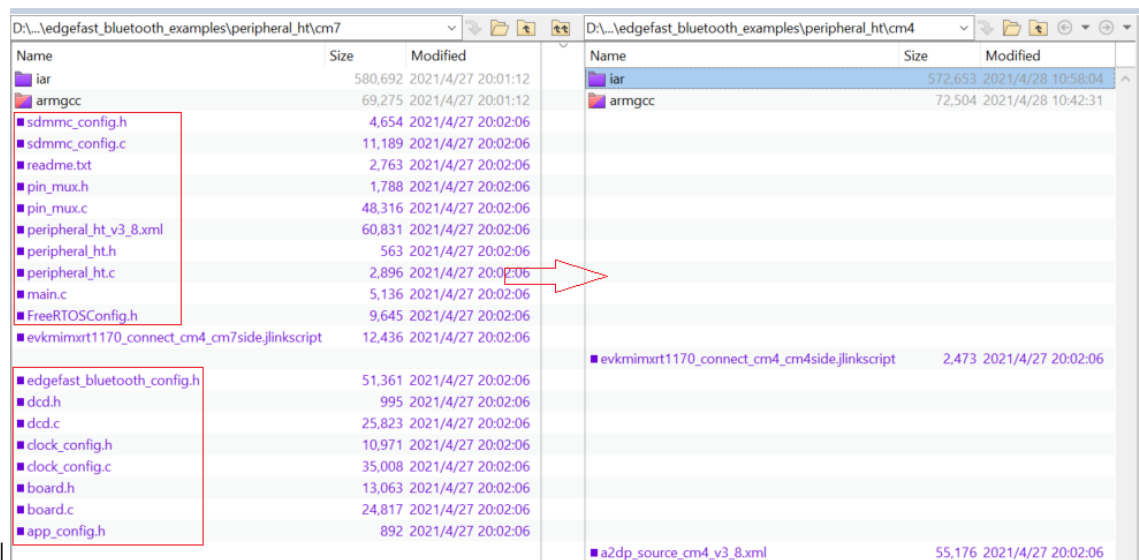 D:\...\edgefast_bluetooth_examples\peripheral_ht\cm7 D:\...\edgefast_bluetooth_examples\peripheral_ht\cm4
Name Size Modified Name Size Modified
iar 580,692 2021/4/27 20:01:12 iar 572,653 2021/4/28 10:58:04
armgcc 69,275 2021/4/27 20:01:12 armgcc 72,504 2021/4/28 10:42:31
sdmmc_config.h 4,654 2021/4/27 20:02:06
sdmmc_config.c 11,189 2021/4/27 20:02:06
readme.txt 2,763 2021/4/27 20:02:06
pin_mux.h 1,788 2021/4/27 20:02:06
pin_mux.c 48,316 2021/4/27 20:02:06
peripheral_ht_v3_8.xml 60,831 2021/4/27 20:02:06
peripheral_ht.h 563 2021/4/27 20:02:06
peripheral_ht.c 2,896 2021/4/27 20:02:06
main.c 5,136 2021/4/27 20:02:06
FreeRTOSConfig.h 9,645 2021/4/27 20:02:06
evkmimxrt1170_connect_cm4_cm7side.jlinkscript 12,436 2021/4/27 20:02:06
evkmimxrt1170_connect_cm4_cm4side.jlinkscript 2,473 2021/4/27 20:02:06
edgefast_bluetooth_config.h 51,361 2021/4/27 20:02:06
dcd.h 995 2021/4/27 20:02:06
dcd.c 25,823 2021/4/27 20:02:06
clock_config.h 10,971 2021/4/27 20:02:06
clock_config.c 35,008 2021/4/27 20:02:06
board.h 13,063 2021/4/27 20:02:06
board.c 24,817 2021/4/27 20:02:06
app_config.h 892 2021/4/27 20:02:06
a2dp_source_cm4_v3_8.xml 55,176 2021/4/27 20:02:06